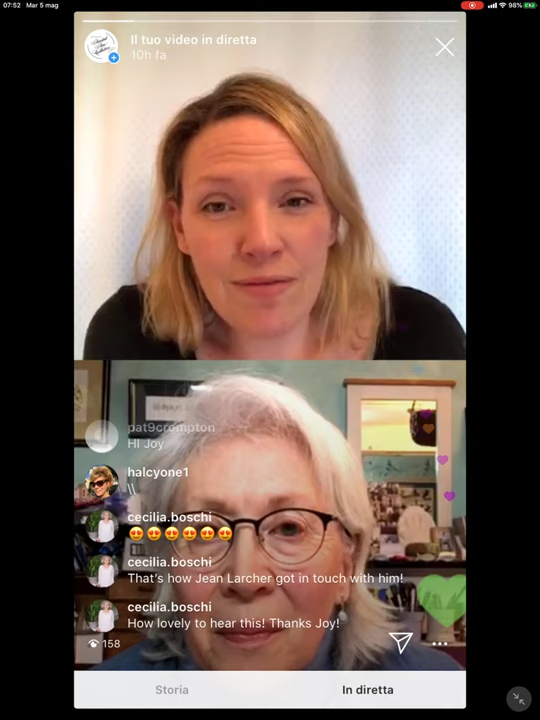 07:52 Mar 5 mag
98%
Il tuo video in diretta
10h fa
pat9crompton
Hi Joy
halcyone1
\\
cecilia.boschi
😍😍😍😍😍😍
cecilia.boschi
That's how Jean Larcher got in touch with him!
cecilia.boschi
How lovely to hear this! Thanks Joy!
158
Storia
In diretta